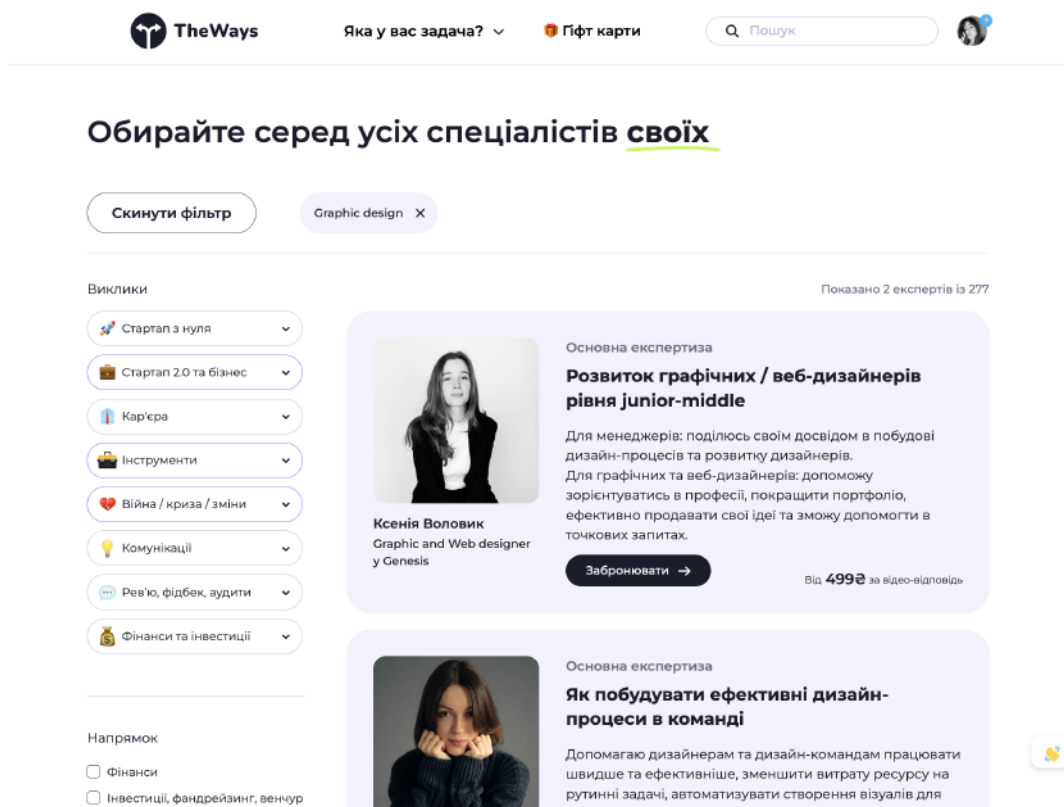 TheWays
Яка у вас задача?
Гіфт карти
Пошук
Обирайте серед усіх спеціалістів своїх
Скинути фільтр
Graphic design
Виклики
Показано 2 експертів із 277
Стартап з нуля
Стартап 2.0 та бізнес
Кар'єра
Інструменти
Війна / криза / зміни
Комунікації
Рев'ю, фідбек, аудити
Фінанси та інвестиції
Напрямок
Фінанси
Інвестиції, фандрейзинг, венчур
Ксенія Воловик
Graphic and Web designer
у Genesis
Основна експертиза
Розвиток графічних / веб-дизайнерів
рівня junior-middle
Для менеджерів: поділюсь своїм досвідом в побудові
дизайн-процесів та розвитку дизайнерів.
Для графічних та веб-дизайнерів: допоможу
зорієнтуватись в професії, покращити портфоліо,
ефективно продавати свої ідеї та зможу допомогти в
точкових запитах.
Забронювати
Від 499₴ за відео-відповідь
Основна експертиза
Як побудувати ефективні дизайн-
процеси в команді
Допомагаю дизайнерам та дизайн-командам працювати
швидше та ефективніше, зменшити витрату ресурсу на
рутинні задачі, автоматизувати створення візуалів для